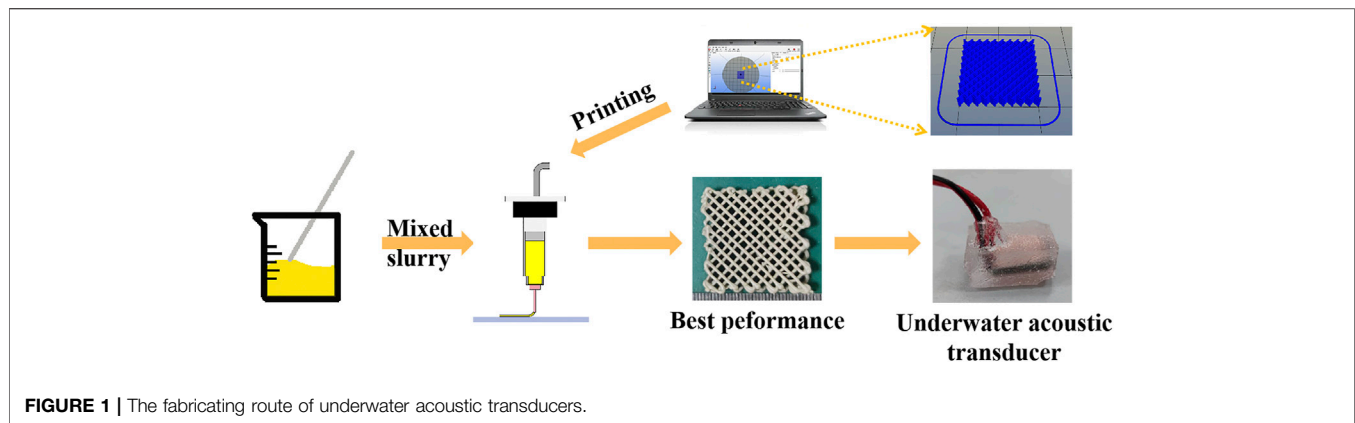 Printing
Mixed
slurry
Best peformance
Underwater acoustic
transducer
FIGURE 1 | The fabricating route of underwater acoustic transducers.